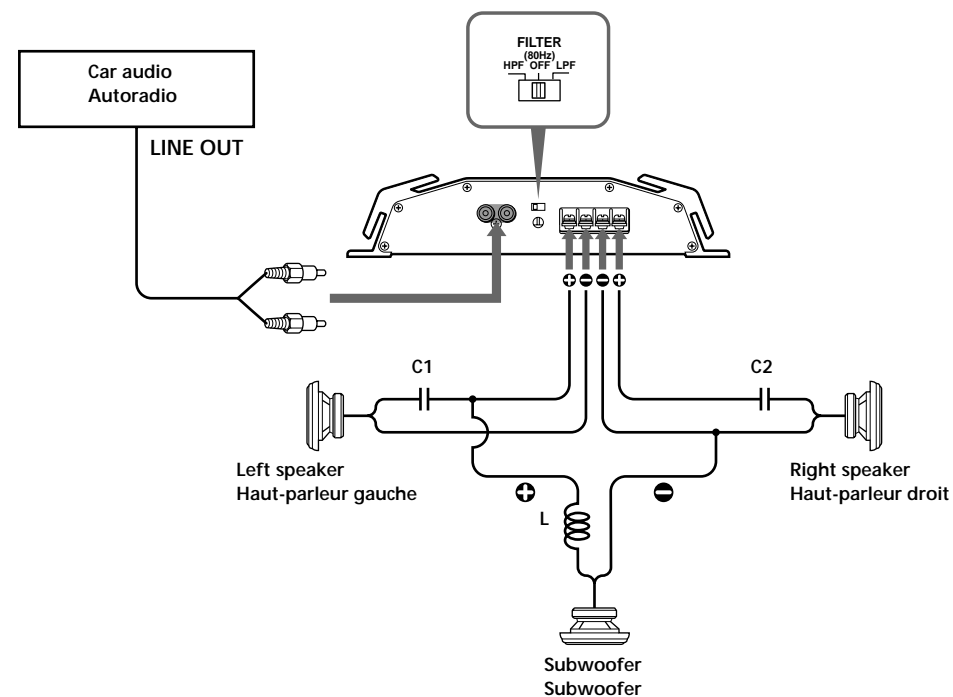 FILTER
(80Hz)
HPF OFF LPF
Car audio
Autoradio
LINE OUT
C1
C2
Left speaker
Haut-parleur gauche
Right speaker
Haut-parleur droit
L
Subwoofer
Subwoofer